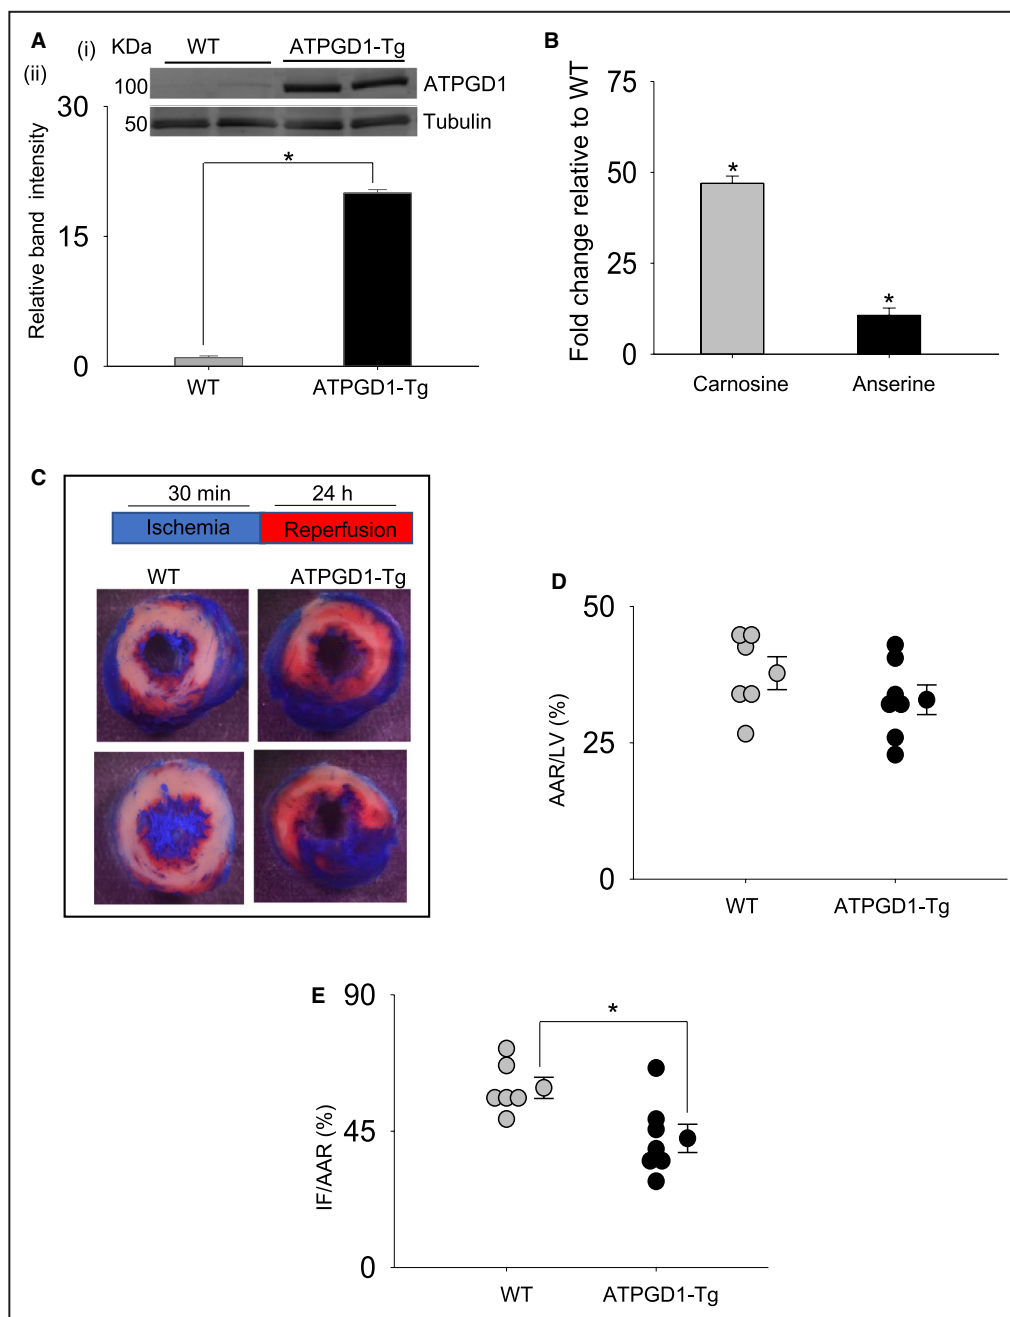 A
(i)
KDa
WT
ATPGD1-Tg
(ii)
100
ATPGD1
50
Tubulin
*
Relative band intensity
30
15
0
WT
ATPGD1-Tg
B
Fold change relative to WT
75
50
25
0
*
*
Carnosine
Anserine
C
30 min
24 h
Ischemia
Reperfusion
WT
ATPGD1-Tg
D
AAR/LV (%)
50
25
0
WT
ATPGD1-Tg
E
IF/AAR (%)
90
45
0
*
WT
ATPGD1-Tg